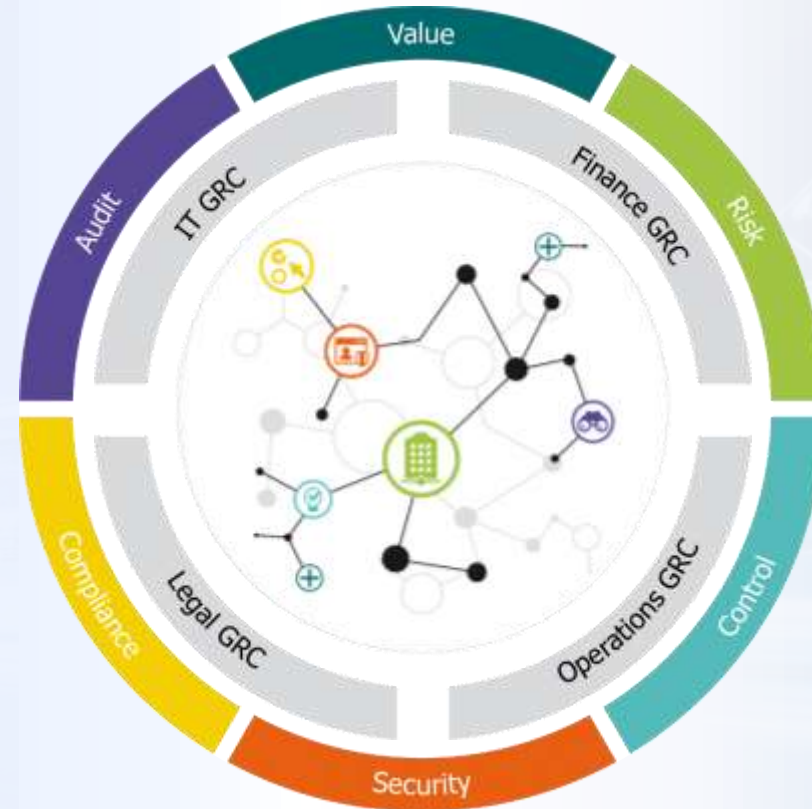 Value
Audit
IT GRC
Finance GRC
Risk
Compliance
Legal GRC
Operations GRC
Control
Security